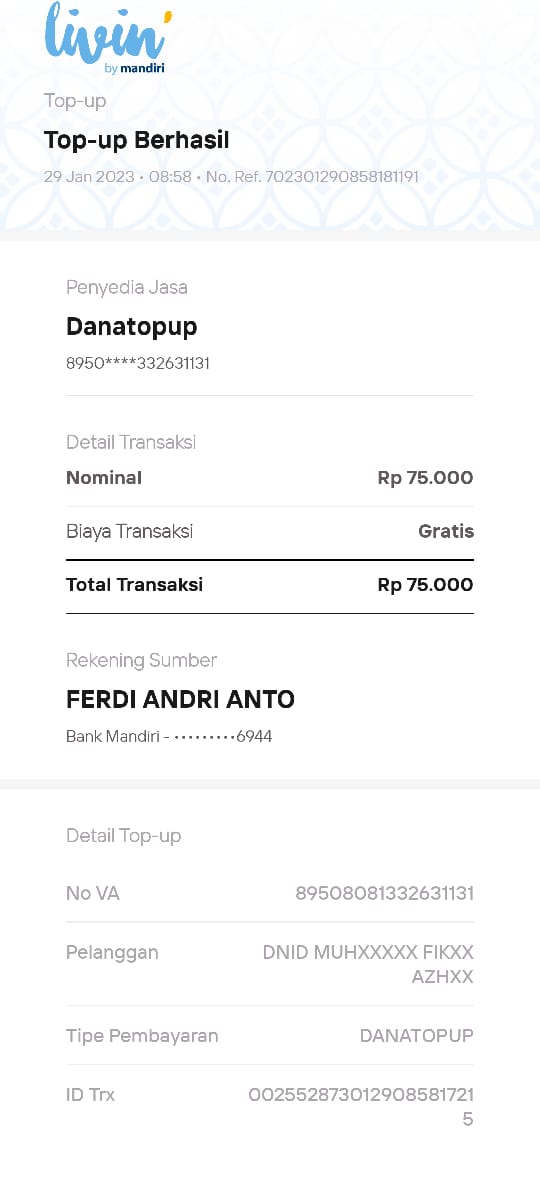 livin'
by mandiri
Top-up
Top-up Berhasil
29 Jan 2023 • 08:58 • No. Ref. 702301290858181191
Penyedia Jasa
Danatopup
8950****332631131
Detail Transaksi
Nominal Rp 75.000
Biaya Transaksi Gratis
Total Transaksi Rp 75.000
Rekening Sumber
FERDI ANDRI ANTO
Bank Mandiri - •••••••••6944
Detail Top-up
No VA 89508081332631131
Pelanggan DNID MUHXXXXX FIKXX
AZHXX
Tipe Pembayaran DANATOPUP
ID Trx 002552873012908581721
5